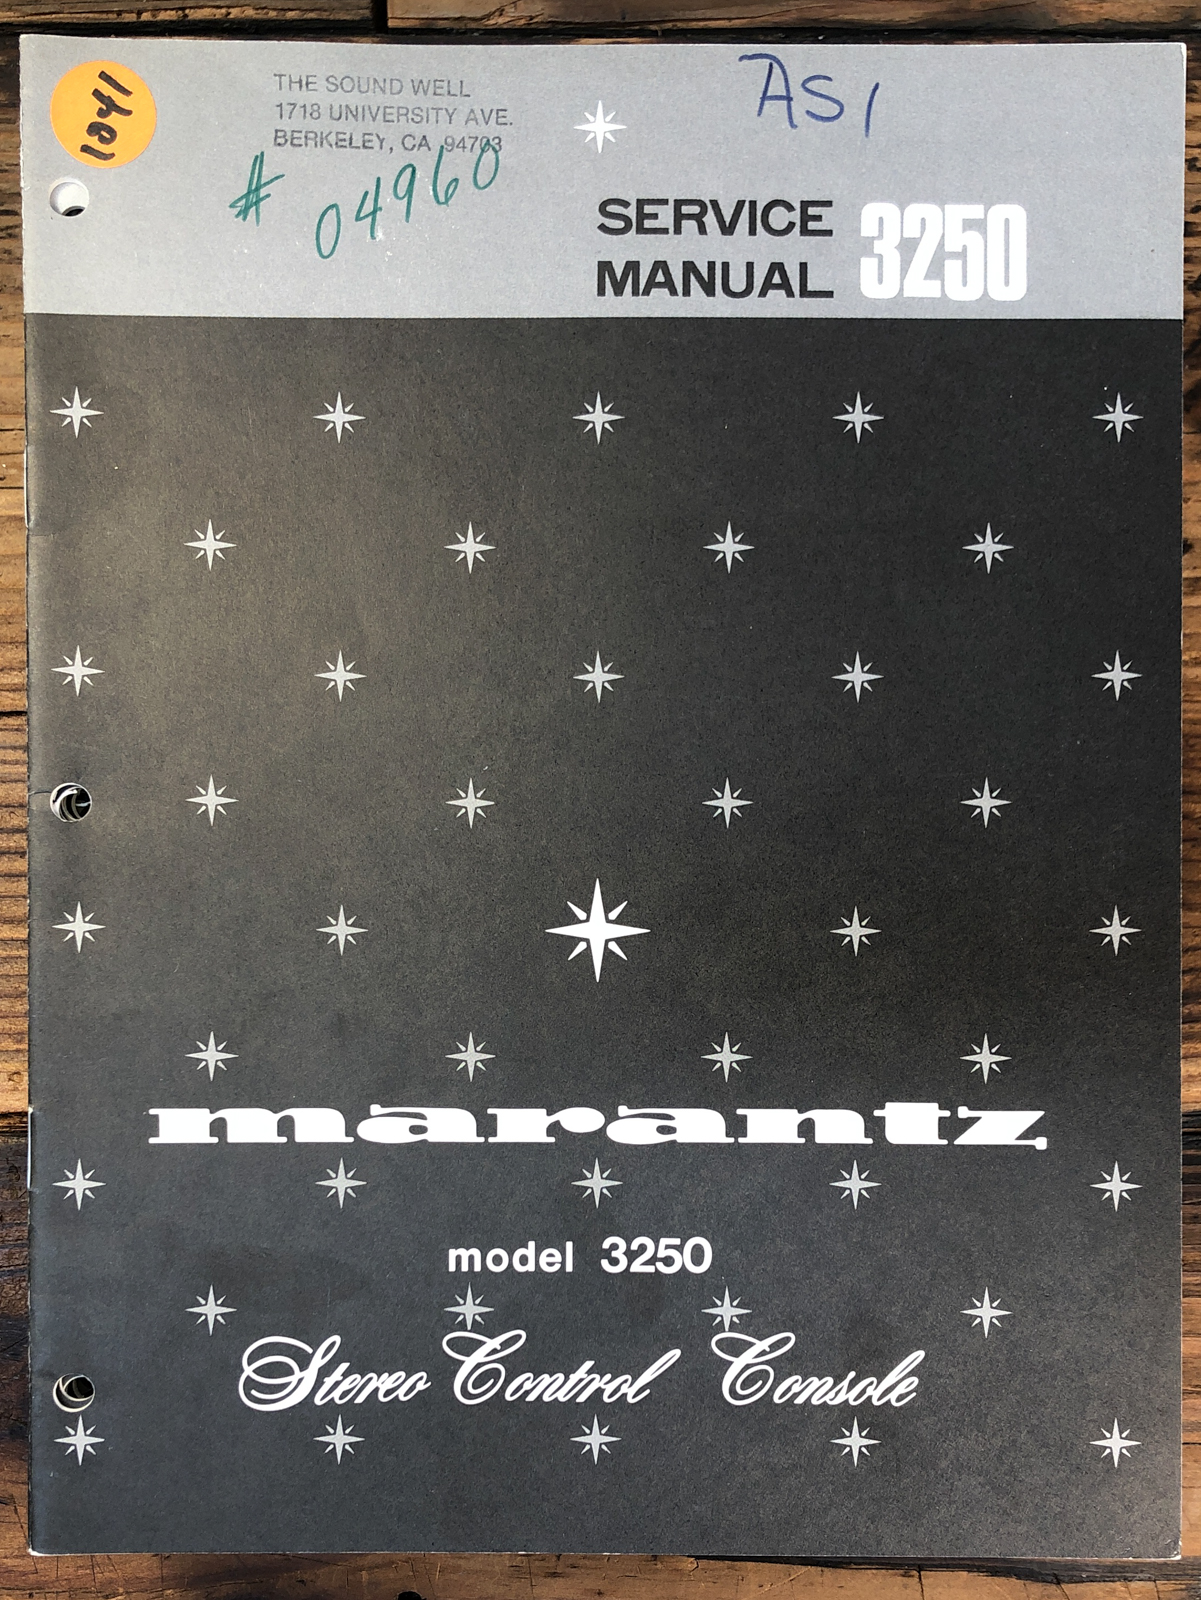 1241
THE SOUND WELL
1718 UNIVERSITY AVE.
BERKELEY, CA 94703
# 04960
AS1
SERVICE
MANUAL 3250
marantz
model 3250
Stereo Control Console